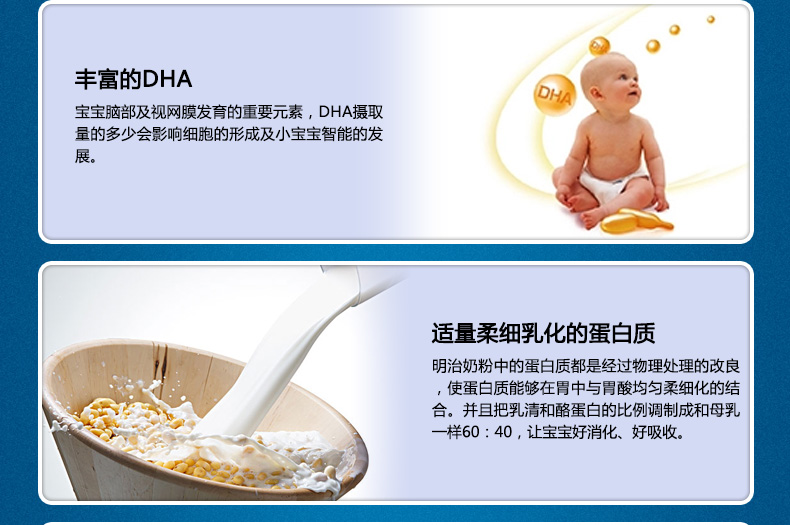 丰富的DHA
宝宝脑部及视网膜发育的重要元素，DHA摄取
量的多少会影响细胞的形成及小宝宝智能的发
展。
DHA
适量柔细乳化的蛋白质
明治奶粉中的蛋白质都是经过物理处理的改良
，使蛋白质能够在胃中与胃酸均匀柔细化的结
合。并且把乳清和酪蛋白的比例调制成和母乳
一样60：40，让宝宝好消化、好吸收。